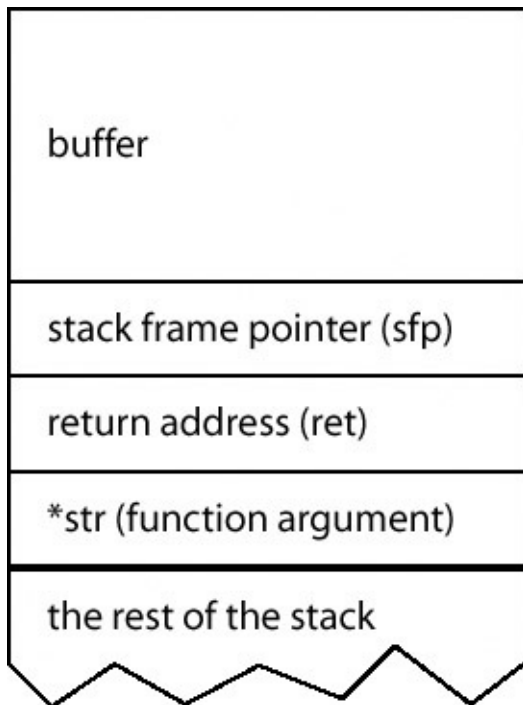 buffer
stack frame pointer (sfp)
return address (ret)
*str (function argument)
the rest of the stack